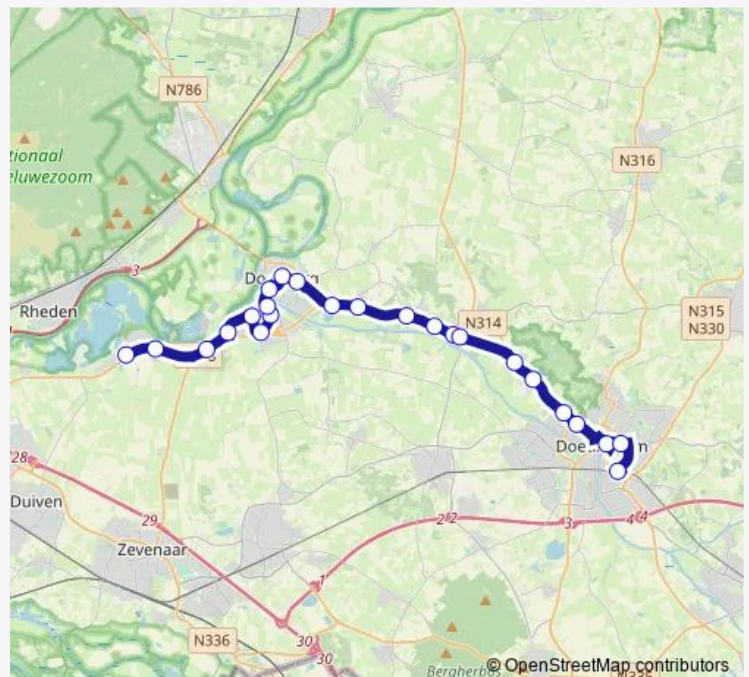 N786
tionaal
eluwezoom
N316
3
Rheden
N314
N315
N330
28
Duiven
29
2 2
3
4 4
Zevenaar
1
N336
30
30
Bergherbos
© OpenStreetMap contributors